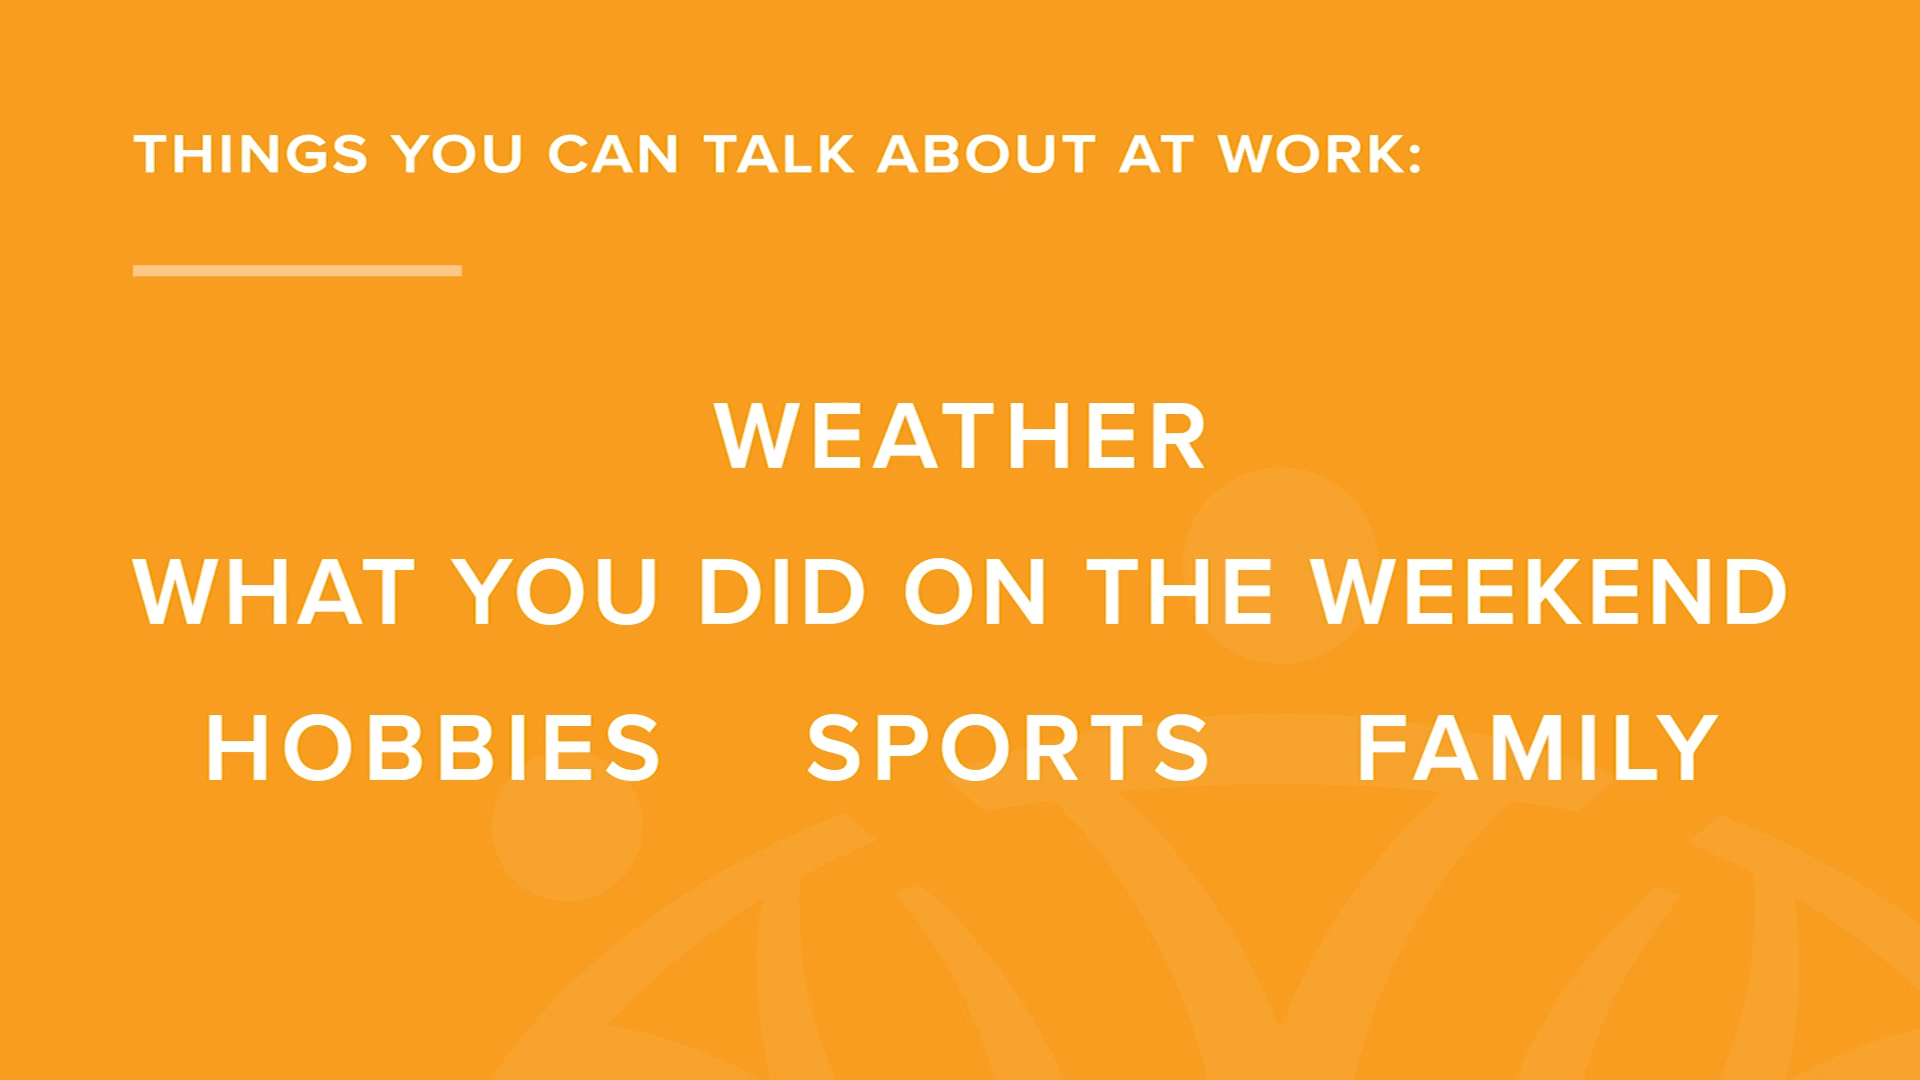 THINGS YOU CAN TALK ABOUT AT WORK:
WEATHER
WHAT YOU DID ON THE WEEKEND
HOBBIES SPORTS FAMILY